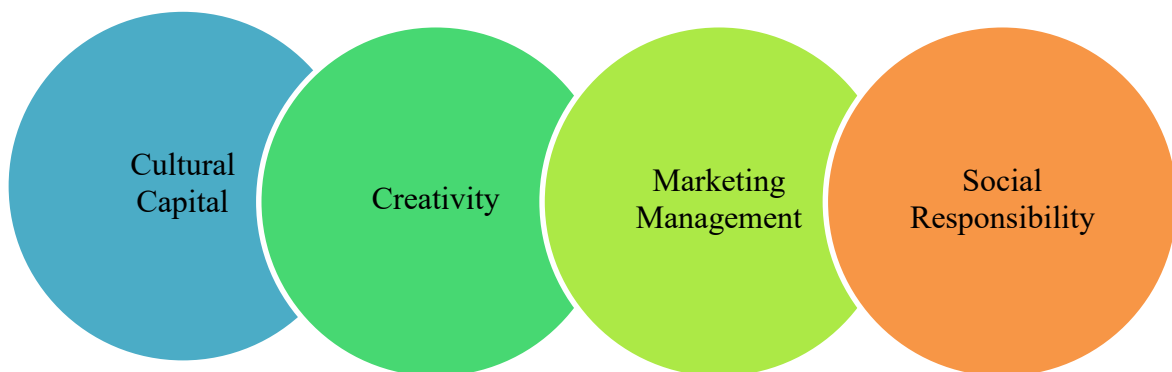 Cultural
Capital
Creativity
Marketing
Management
Social
Responsibility